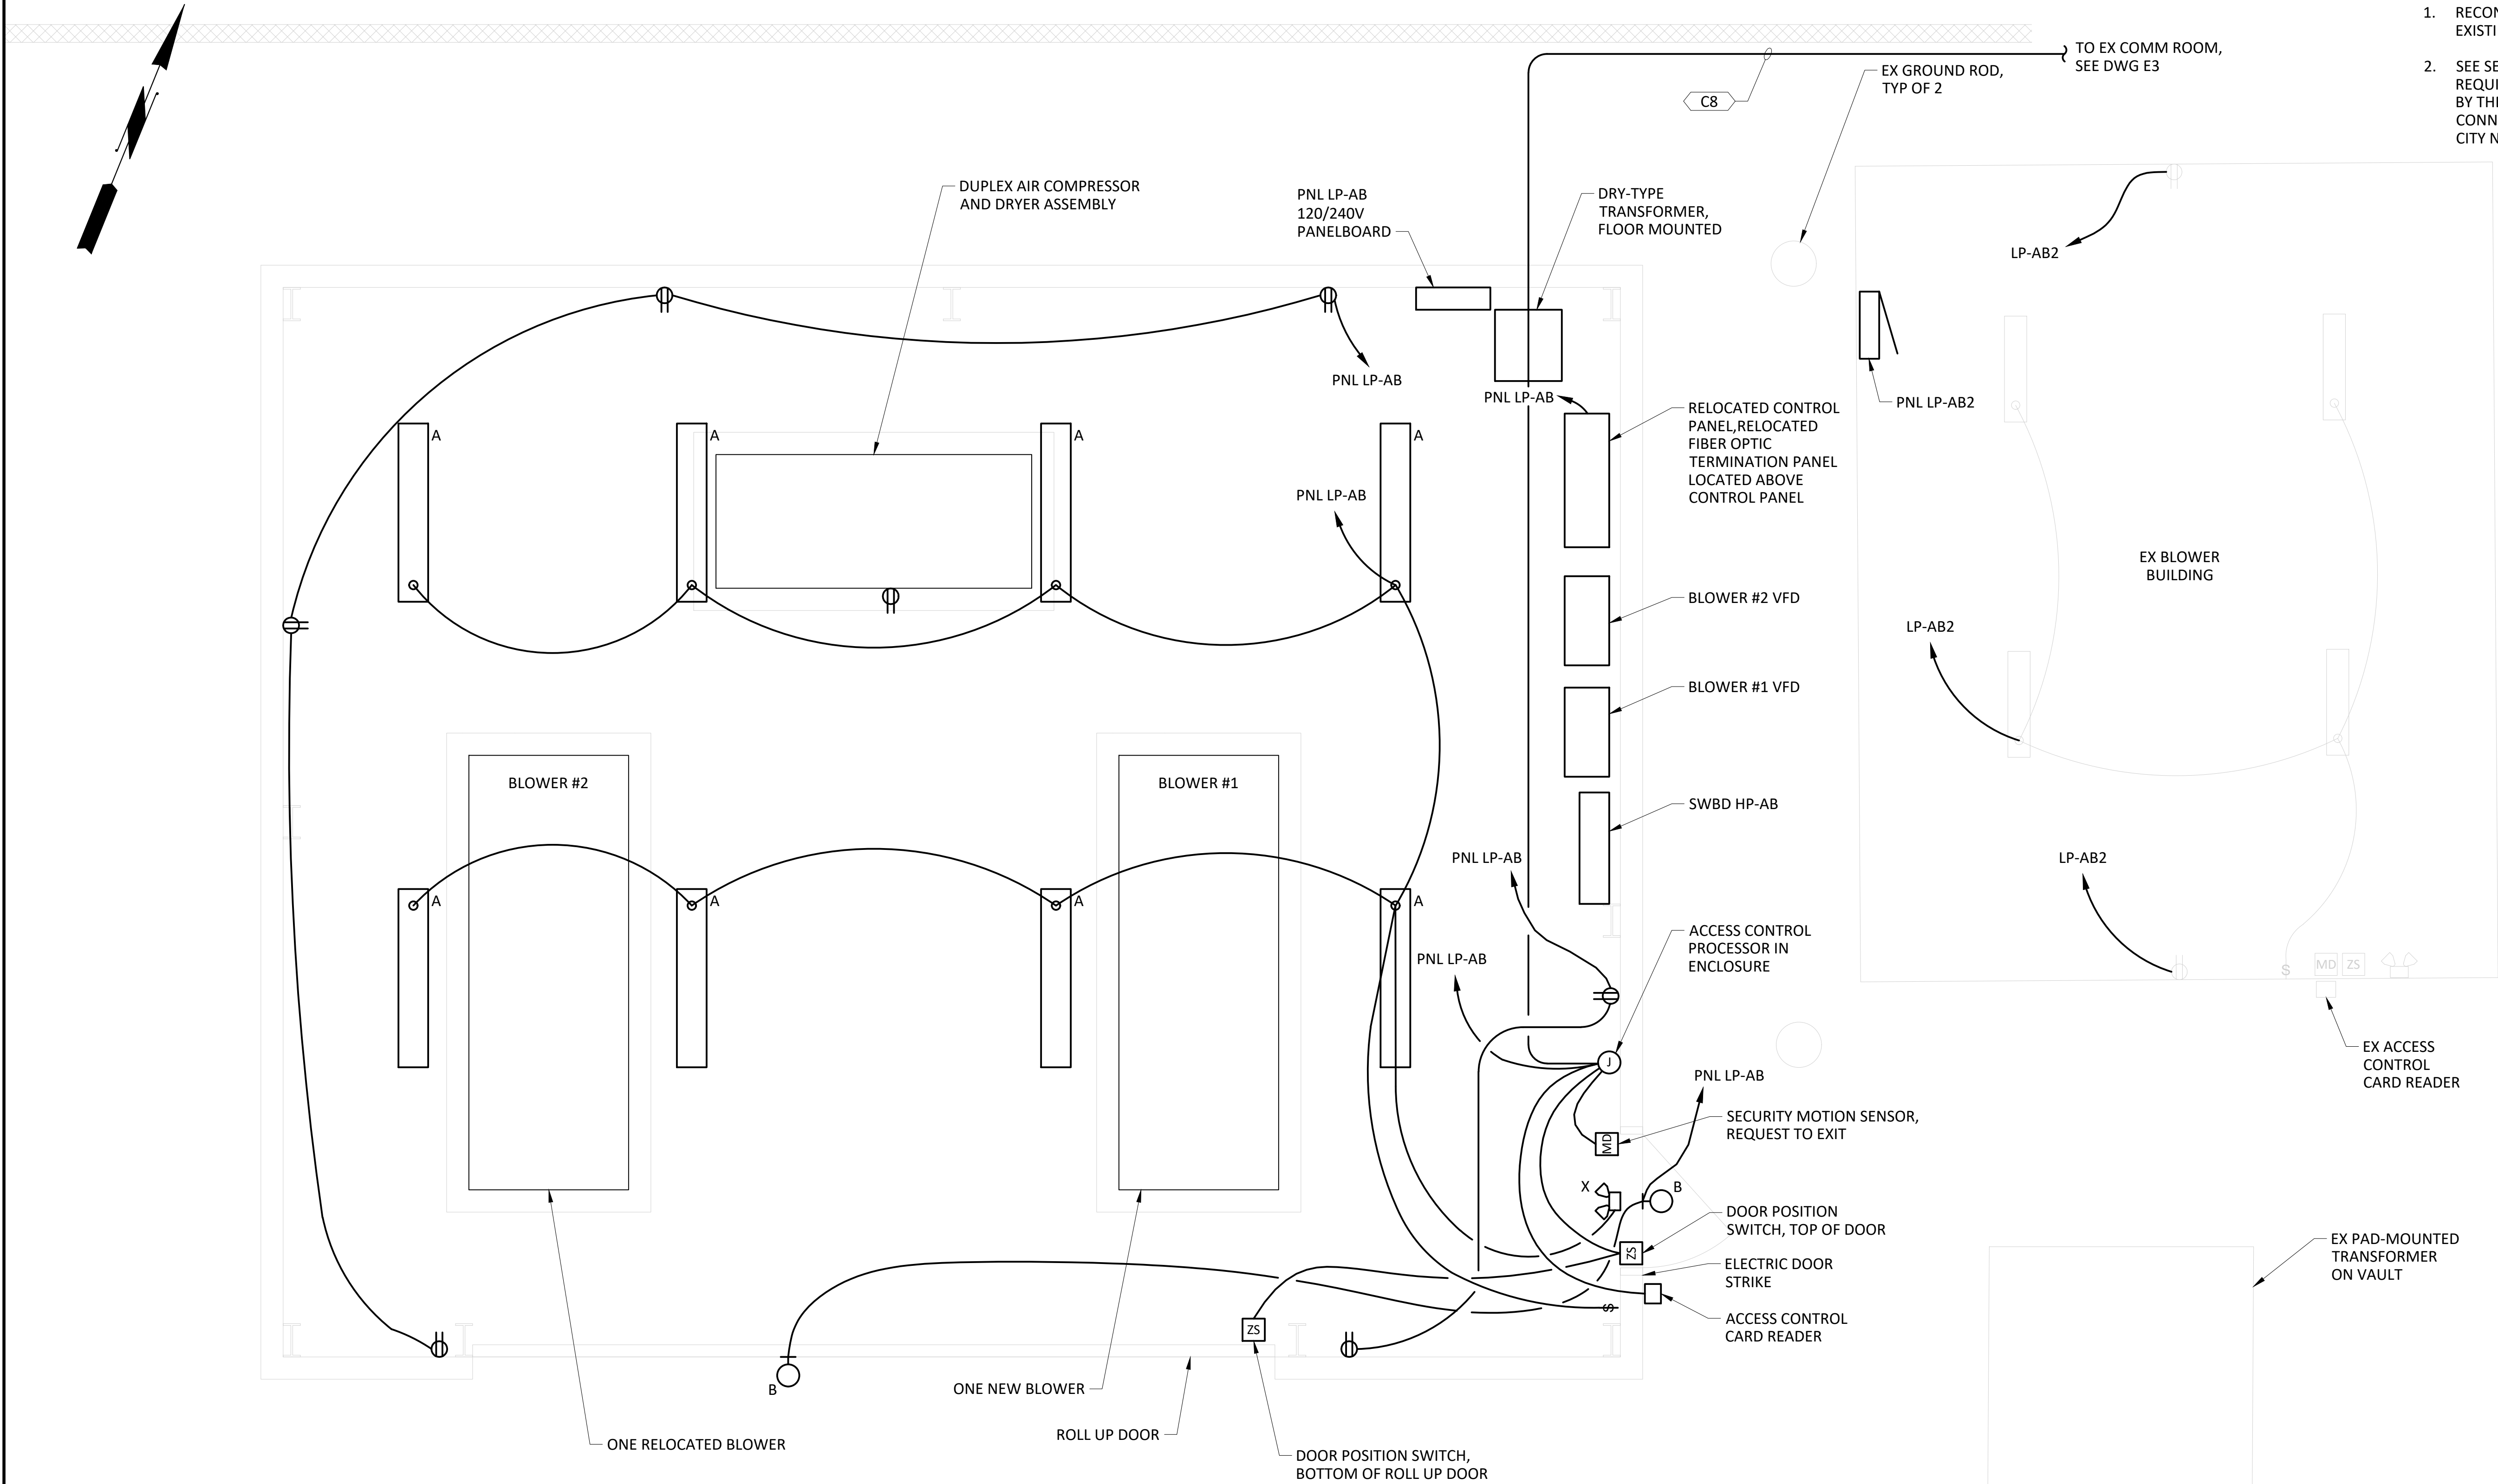 1. RECON
EXISTI
2. SEE SE
REQUI
BY THE
CONN
CITY N
TO EX COMM ROOM,
SEE DWG E3
C8
EX GROUND ROD,
TYP OF 2
DUPLEX AIR COMPRESSOR
AND DRYER ASSEMBLY
PNL LP-AB
120/240V
PANELBOARD
DRY-TYPE
TRANSFORMER,
FLOOR MOUNTED
LP-AB2
PNL LP-AB
PNL LP-AB
PNL LP-AB2
RELOCATED CONTROL
PANEL,RELOCATED
FIBER OPTIC
TERMINATION PANEL
LOCATED ABOVE
CONTROL PANEL
A
A
A
A
PNL LP-AB
EX BLOWER
BUILDING
BLOWER #2 VFD
LP-AB2
BLOWER #1 VFD
BLOWER #2
BLOWER #1
SWBD HP-AB
PNL LP-AB
LP-AB2
A
A
A
A
ACCESS CONTROL
PROCESSOR IN
ENCLOSURE
PNL LP-AB
$
MD
ZS
J
EX ACCESS
CONTROL
CARD READER
PNL LP-AB
MD
SECURITY MOTION SENSOR,
REQUEST TO EXIT
X
B
DOOR POSITION
SWITCH, TOP OF DOOR
ZS
EX PAD-MOUNTED
TRANSFORMER
ON VAULT
ELECTRIC DOOR
STRIKE
$
ACCESS CONTROL
CARD READER
ZS
B
ONE NEW BLOWER
ROLL UP DOOR
ONE RELOCATED BLOWER
DOOR POSITION SWITCH,
BOTTOM OF ROLL UP DOOR